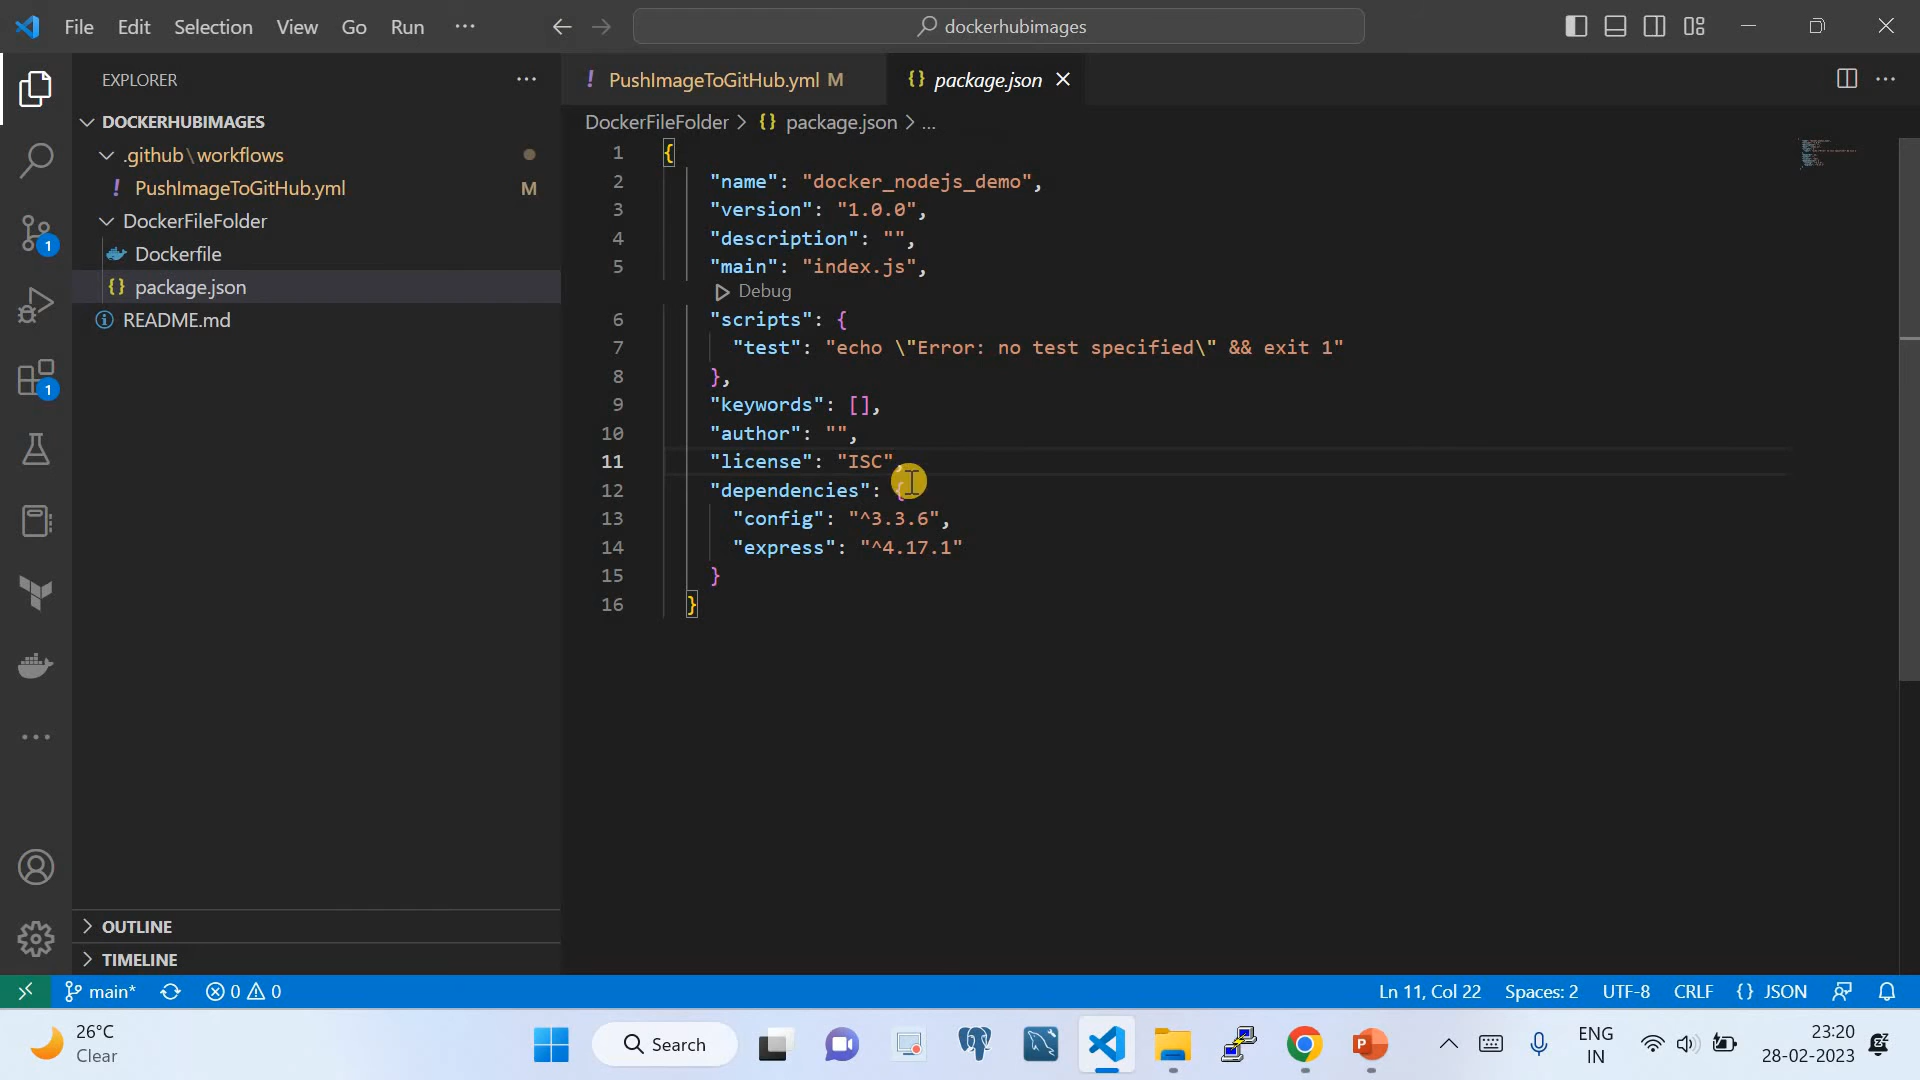 File Edit Selection View Go Run ··· dockerhubimages
EXPLORER ···
! PushImageToGitHub.yml M {} package.json
DockerFileFolder > {} package.json > ...
DOCKERHUBIMAGES
.github\workflows
! PushImageToGitHub.yml M
DockerFileFolder
Dockerfile
{} package.json
README.md
1
1
OUTLINE
TIMELINE
1 {
2 "name": "docker_nodejs_demo",
3 "version": "1.0.0",
4 "description": "",
5 "main": "index.js",
Debug
6 "scripts": {
7 "test": "echo \"Error: no test specified\" && exit 1"
8 },
9 "keywords": [],
10 "author": "",
11 "license": "ISC",
12 "dependencies": {
13 "config": "^3.3.6",
14 "express": "^4.17.1"
15 }
16 }
main* 0 0 Ln 11, Col 22 Spaces: 2 UTF-8 CRLF {} JSON
26°C
Clear
Search
ENG
IN
23:20
28-02-2023